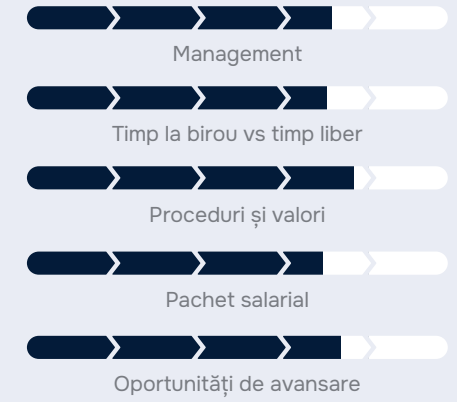 Management
Timp la birou vs timp liber
Proceduri și valori
Pachet salarial
Oportunități de avansare